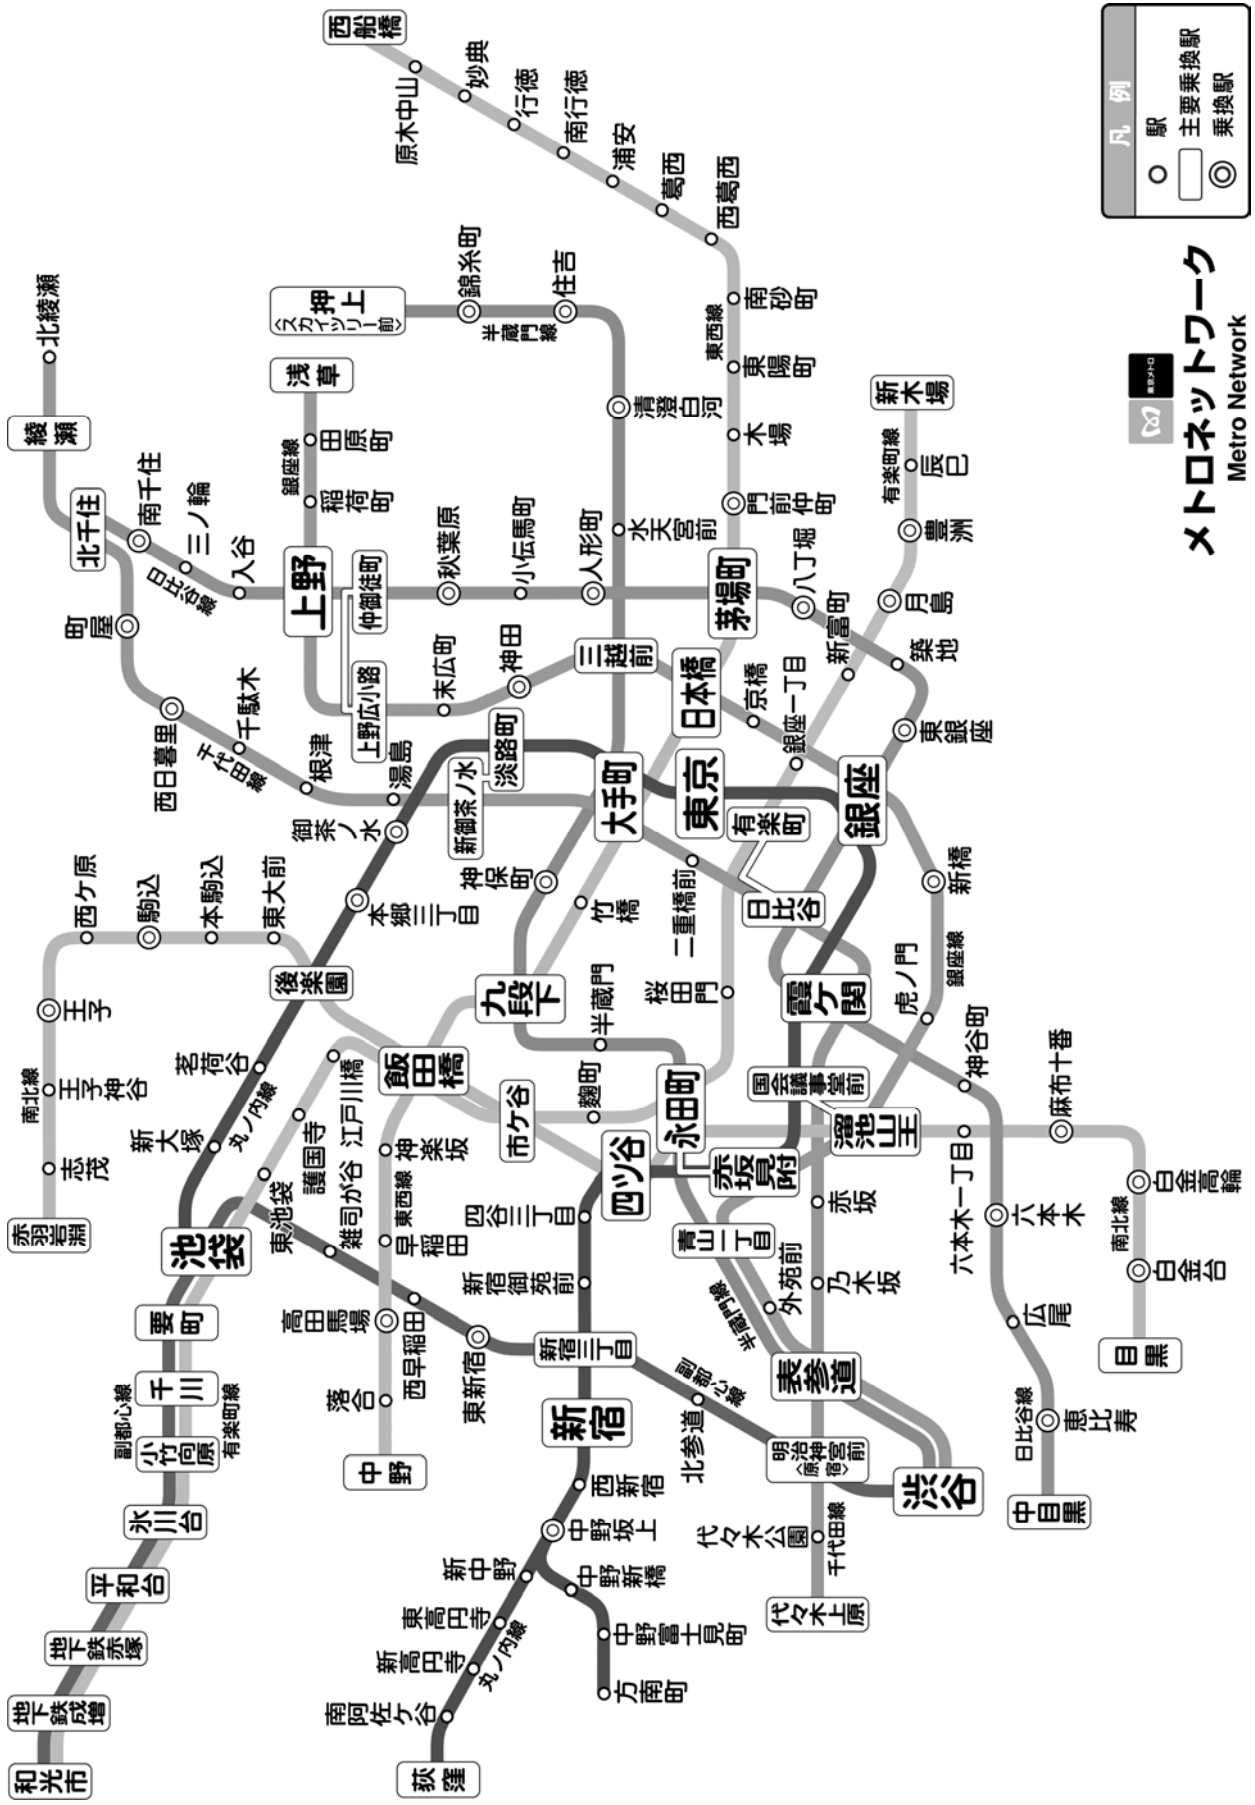 和光市
地下鉄成増
地下鉄赤塚
平和台
氷川台
副都心線
有楽町線
小竹向原
千川
要町
池袋
新大塚
茗荷谷
丸ノ内線
後楽園
本郷三丁目
御茶ノ水
淡路町
新御茶ノ水
東池袋
護国寺
江戸川橋
雑司が谷
西早稲田
東新宿
新宿三丁目
副都心線
北参道
明治神宮前
〈原宿〉
渋谷
赤羽岩淵
志茂
王子神谷
南北線
王子
西ケ原
駒込
本駒込
東大前
飯田橋
市ケ谷
四ツ谷
永田町
溜池山王
六本木一丁目
麻布十番
白金高輪
南北線
白金台
目黒
中野
落合
高田馬場
早稲田
東西線
神楽坂
九段下
竹橋
大手町
日本橋
茅場町
門前仲町
木場
東陽町
東西線
南砂町
西葛西
葛西
浦安
南行徳
行徳
妙典
原木中山
西船橋
荻窪
南阿佐ケ谷
新高円寺
東高円寺
丸ノ内線
新中野
中野坂上
中野新橋
中野富士見町
方南町
西新宿
新宿
新宿御苑前
四谷三丁目
赤坂見附
国会議事堂前
霞ケ関
銀座
東京
北綾瀬
綾瀬
北千住
町屋
西日暮里
千駄木
千代田線
根津
湯島
二重橋前
日比谷
有楽町
赤坂
乃木坂
表参道
代々木公園
千代田線
代々木上原
南千住
三ノ輪
日比谷線
入谷
上野
仲御徒町
秋葉原
小伝馬町
人形町
八丁堀
築地
東銀座
神谷町
六本木
広尾
日比谷線
恵比寿
中目黒
浅草
田原町
銀座線
稲荷町
上野広小路
末広町
神田
三越前
京橋
新橋
虎ノ門
銀座線
外苑前
青山一丁目
半蔵門線
半蔵門
神保町
水天宮前
清澄白河
住吉
半蔵門線
錦糸町
押上
〈スカイツリー前〉
麹町
桜田門
銀座一丁目
新富町
月島
豊洲
有楽町線
辰巳
新木場
東京メトロ
メトロネットワーク
Metro Network
凡 例
駅
主要乗換駅
乗換駅